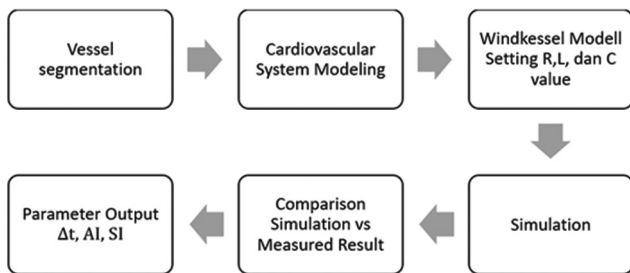 Vessel
segmentation
Cardiovascular
System Modeling
Windkessel Modell
Setting R,L, dan C
value
Simulation
Comparison
Simulation vs
Measured Result
Parameter Output
Δt, AI, SI